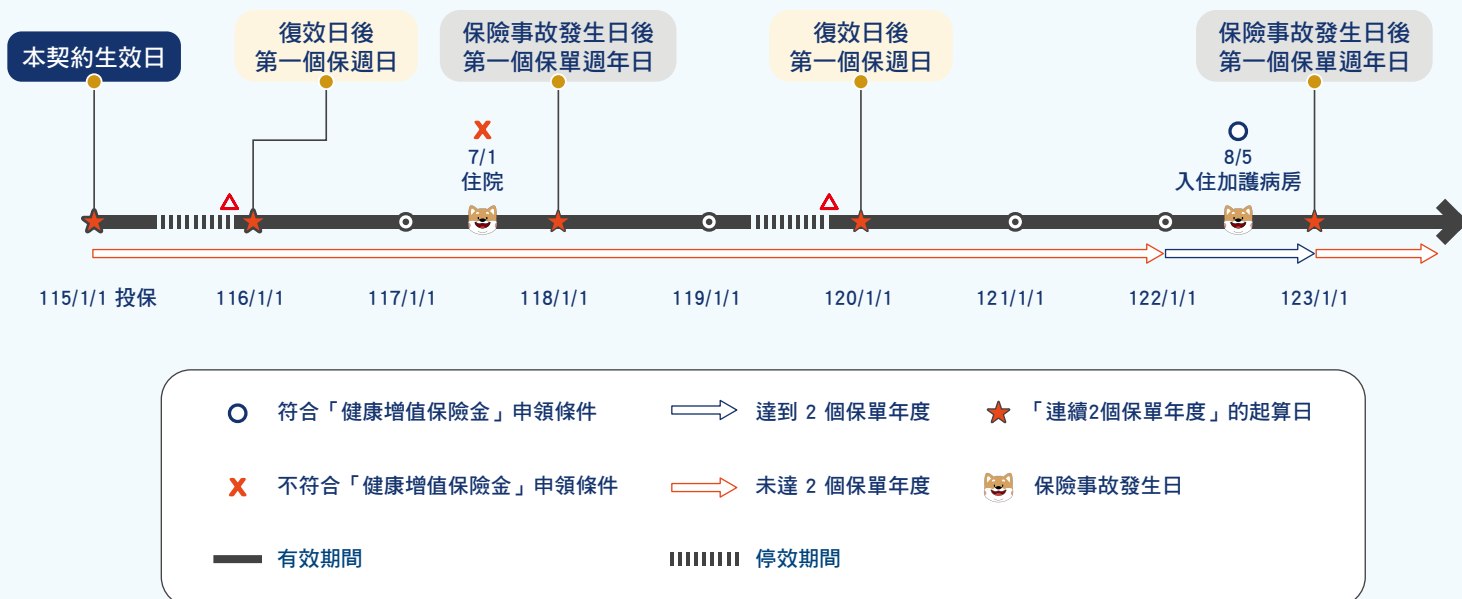 本契約生效日
復效日後
第一個保週日
保險事故發生日後
第一個保單週年日
復效日後
第一個保週日
保險事故發生日後
第一個保單週年日
7/1
住院
8/5
入住加護病房
115/1/1 投保
116/1/1
117/1/1
118/1/1
119/1/1
120/1/1
121/1/1
122/1/1
123/1/1
符合「健康增值保險金」申領條件
達到 2 個保單年度
「連續2個保單年度」的起算日
不符合「健康增值保險金」申領條件
未達 2 個保單年度
保險事故發生日
有效期間
停效期間